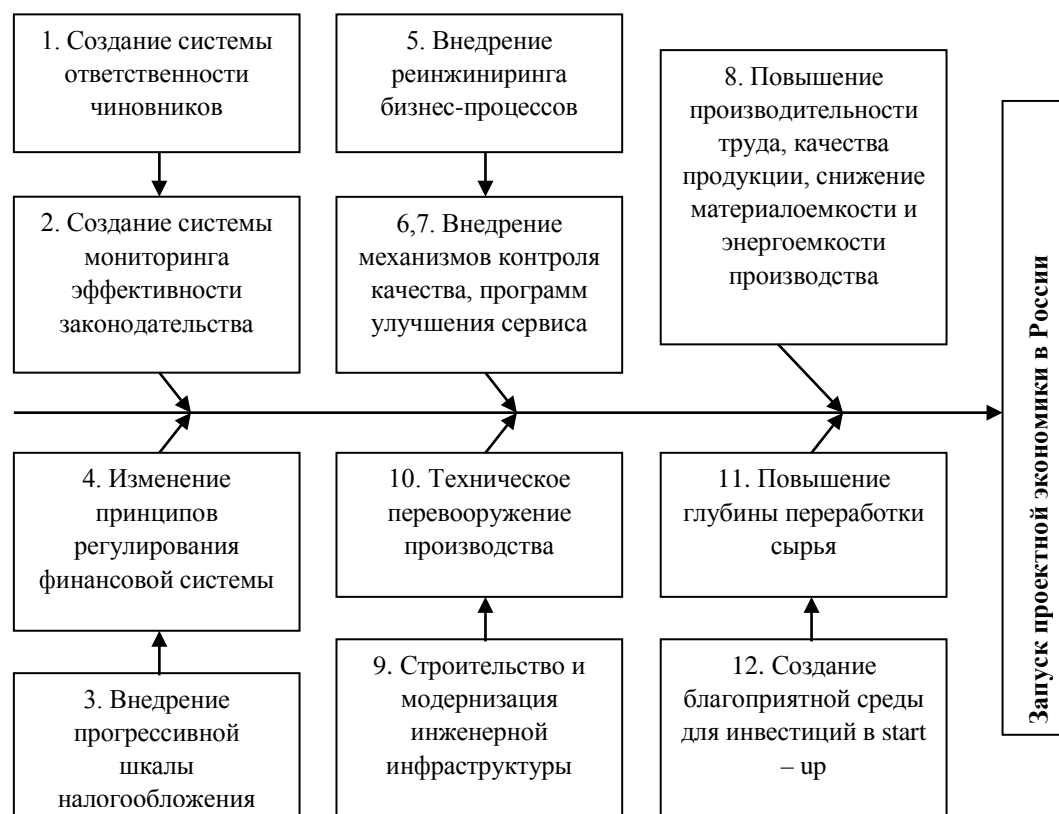 1. Создание системы
ответственности
чиновников
5. Внедрение
реинжиниринга
бизнес-процессов
8. Повышение
производительности
труда, качества
продукции, снижение
материалоемкости и
энергоемкости
производства
2. Создание системы
мониторинга
эффективности
законодательства
6,7. Внедрение
механизмов контроля
качества, программ
улучшения сервиса
4. Изменение
принципов
регулирования
финансовой системы
10. Техническое
перевооружение
производства
11. Повышение
глубины переработки
сырья
3. Внедрение
прогрессивной
шкалы
налогообложения
9. Строительство и
модернизация
инженерной
инфраструктуры
12. Создание
благоприятной среды
для инвестиций в start
– up
Запуск проектной экономики в России